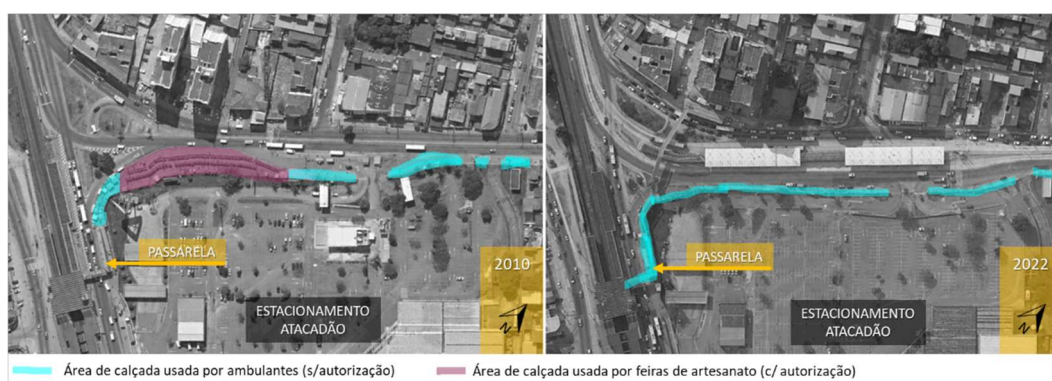 PASSARELA
2010
ESTACIONAMENTO
ATACADÃO
PASSARELA
2022
ESTACIONAMENTO
ATACADÃO
Área de calçada usada por ambulantes (s/autorização)
Área de calçada usada por feiras de artesanato (c/ autorização)